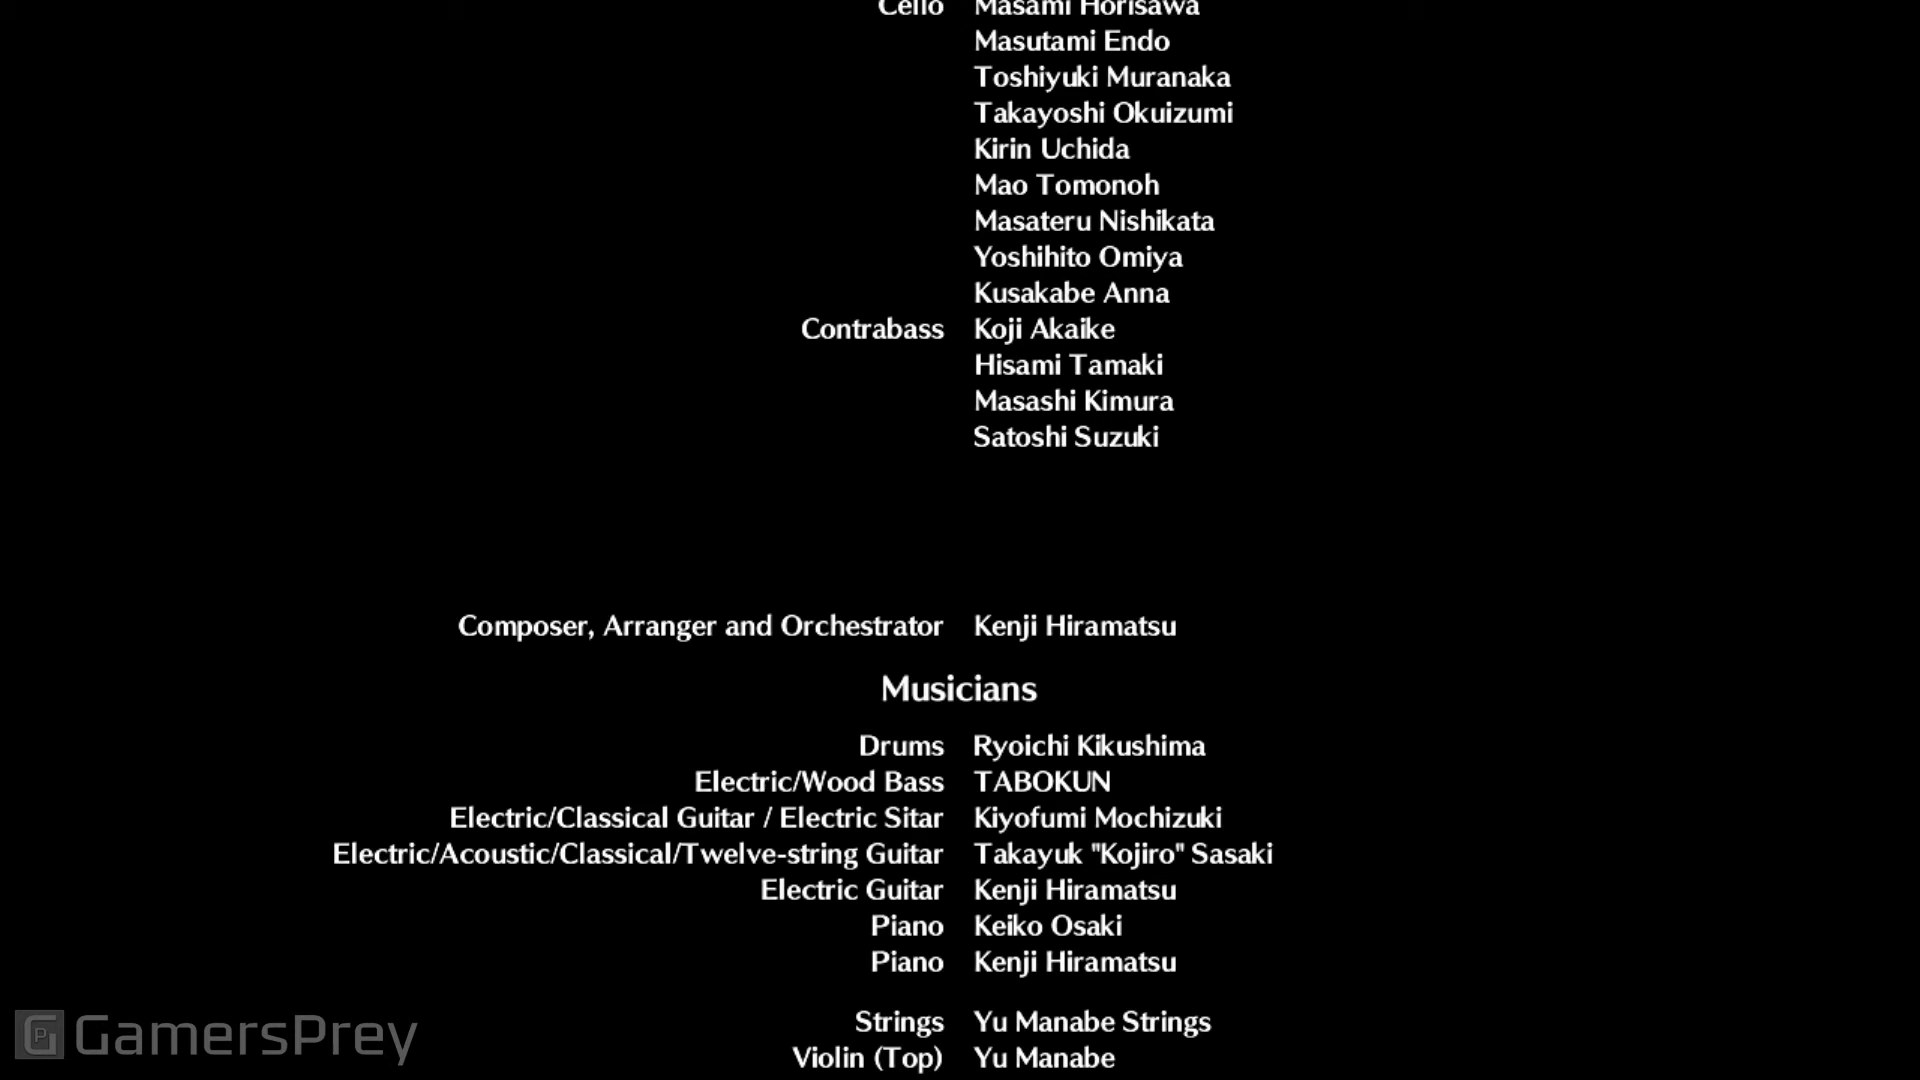 Cello Masami Horisawa
Masutami Endo
Toshiyuki Muranaka
Takayoshi Okuizumi
Kirin Uchida
Mao Tomonoh
Masateru Nishikata
Yoshihito Omiya
Kusakabe Anna
Contrabass Koji Akaike
Hisami Tamaki
Masashi Kimura
Satoshi Suzuki
Composer, Arranger and Orchestrator Kenji Hiramatsu
Musicians
Drums Ryoichi Kikushima
Electric/Wood Bass TABOKUN
Electric/Classical Guitar / Electric Sitar Kiyofumi Mochizuki
Electric/Acoustic/Classical/Twelve-string Guitar Takayuk "Kojiro" Sasaki
Electric Guitar Kenji Hiramatsu
Piano Keiko Osaki
Piano Kenji Hiramatsu
Strings Yu Manabe Strings
Violin (Top) Yu Manabe
GamersPrey